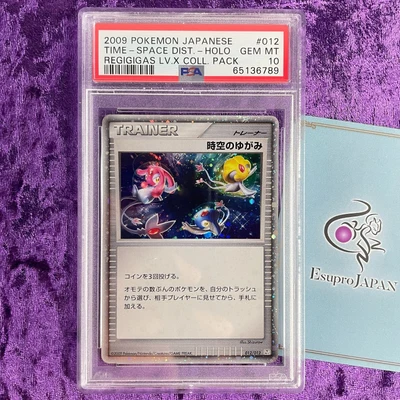 2009 POKEMON JAPANESE #012
TIME-SPACE DIST.-HOLO GEM MT
REGIGIGAS LV.X COLL. PACK 10
PSA 65136789
TRAINER トレーナー
時空のゆがみ
コインを3回投げる。
オモテの数ぶんのポケモンを、自分のトラッシュ
から選び、相手プレイヤーに見せてから、手札に
加える。
012/013
EsuproJAPAN